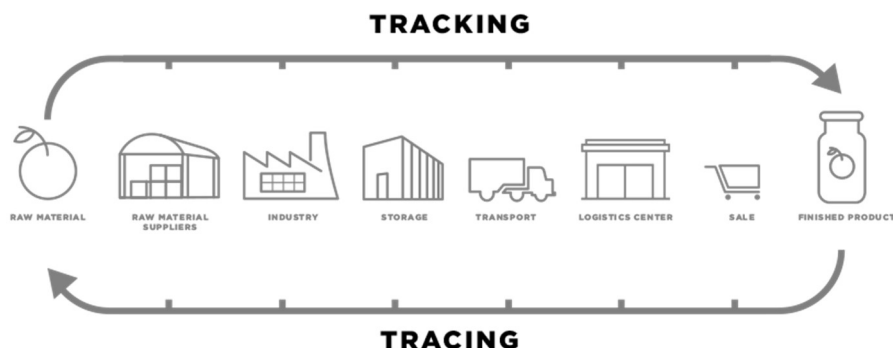 TRACKING
RAW MATERIAL
RAW MATERIAL
SUPPLIERS
INDUSTRY
STORAGE
TRANSPORT
LOGISTICS CENTER
SALE
FINISHED PRODUCT
TRACING